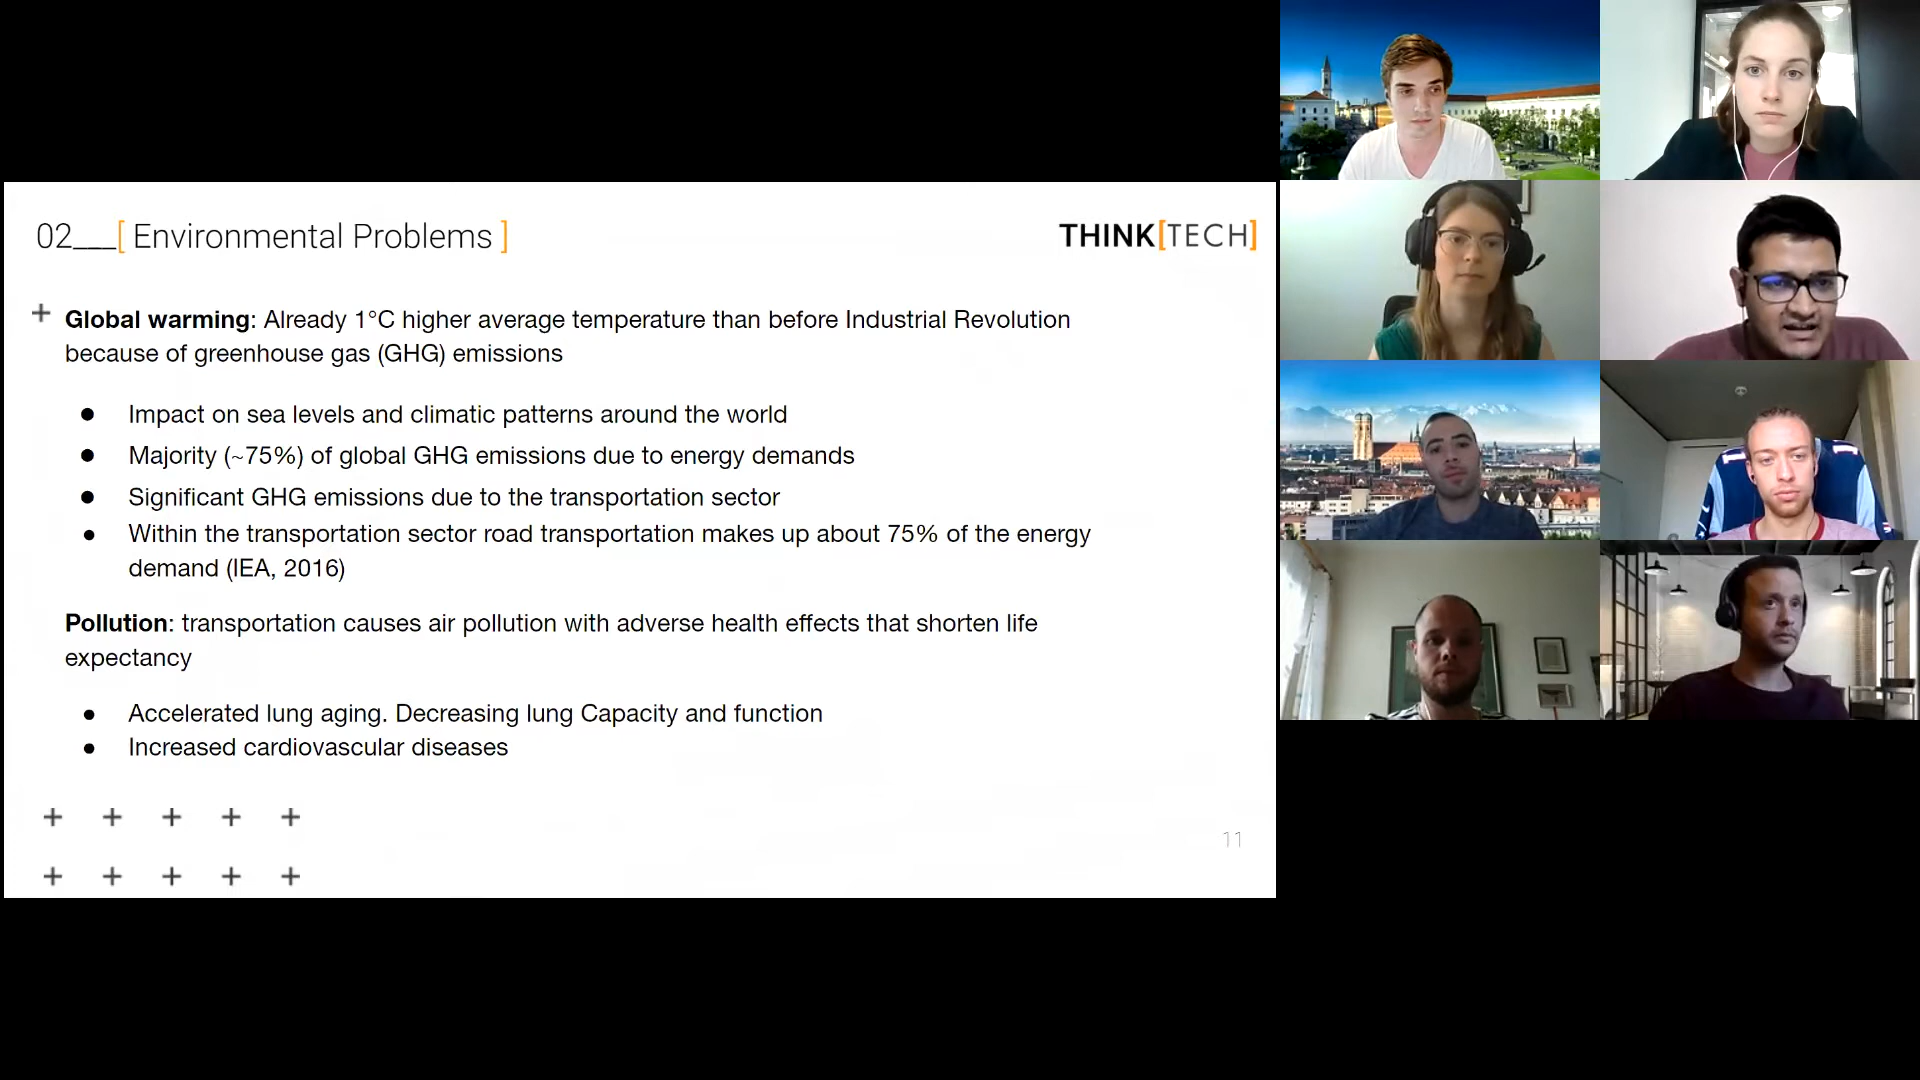 02___[ Environmental Problems ]
THINK[TECH]
Global warming: Already 1°C higher average temperature than before Industrial Revolution
because of greenhouse gas (GHG) emissions
● Impact on sea levels and climatic patterns around the world
● Majority (~75%) of global GHG emissions due to energy demands
● Significant GHG emissions due to the transportation sector
● Within the transportation sector road transportation makes up about 75% of the energy
demand (IEA, 2016)
Pollution: transportation causes air pollution with adverse health effects that shorten life
expectancy
● Accelerated lung aging. Decreasing lung Capacity and function
● Increased cardiovascular diseases
11